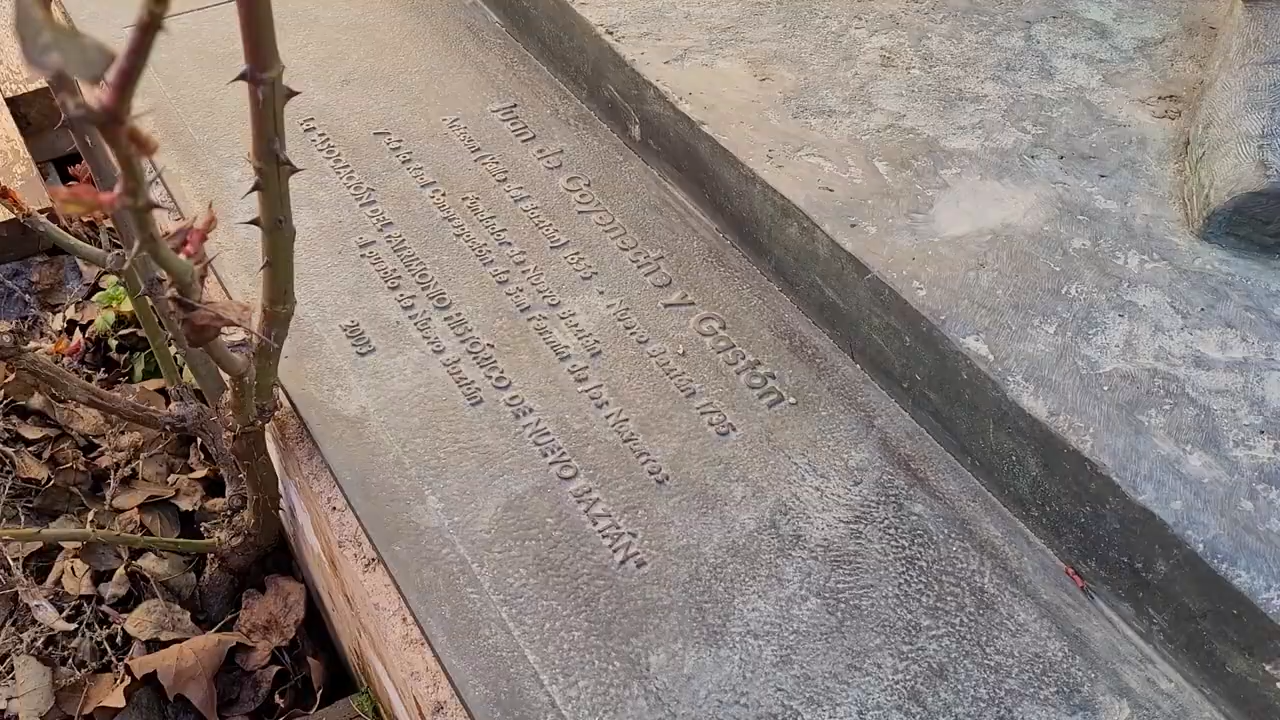 Juan de Goyeneche y Gastón
Arizcun (Valle del Baztán) 1656 - Nuevo Baztán 1735
Fundador de Nuevo Baztán
y de la Real Congregación de San Fermín de los Navarros
la ASOCIACIÓN DEL PATRIMONIO HISTÓRICO DE NUEVO BAZTÁN"
al pueblo de Nuevo Baztán
2003